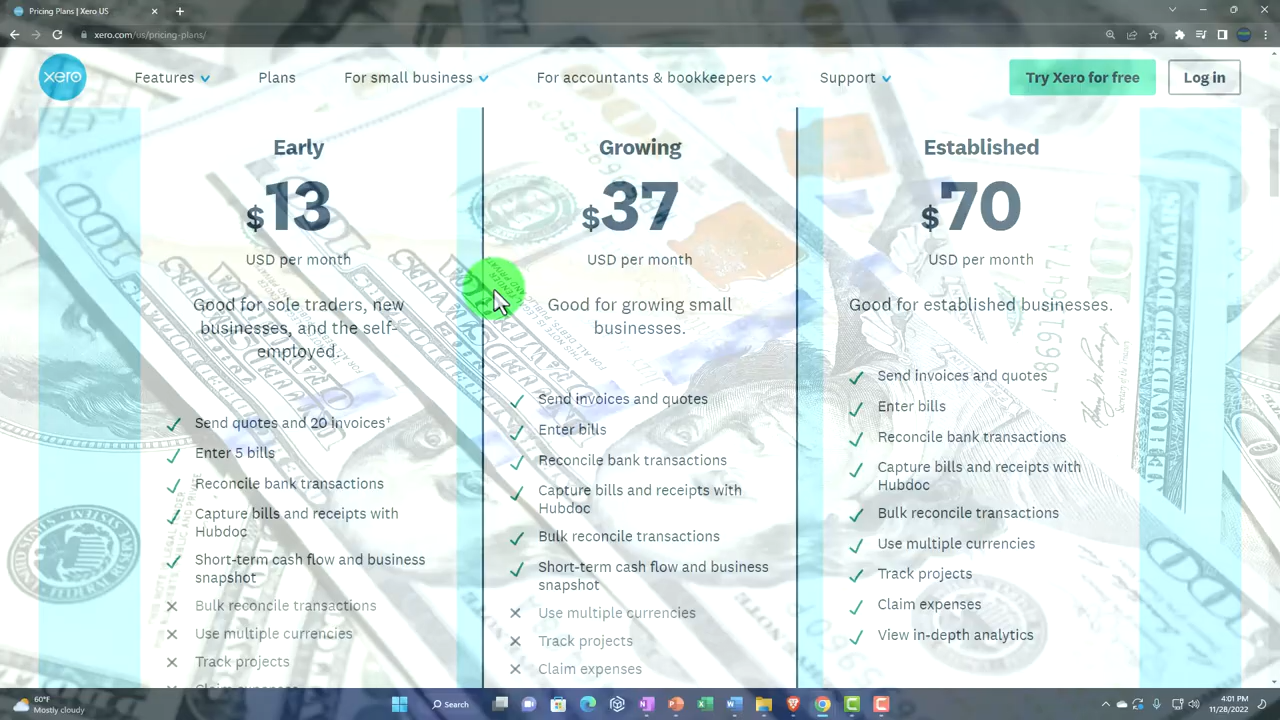 Pricing Plans | Xero US
xero.com/us/pricing-plans/
xero
Features
Plans
For small business
For accountants & bookkeepers
Support
Try Xero for free
Log in
Early
$13
USD per month
Good for sole traders, new
businesses, and the self-
employed.
Send quotes and 20 invoices†
Enter 5 bills
Reconcile bank transactions
Capture bills and receipts with
Hubdoc
Short-term cash flow and business
snapshot
Bulk reconcile transactions
Use multiple currencies
Track projects
Claim expenses
Growing
$37
USD per month
Good for growing small
businesses.
Send invoices and quotes
Enter bills
Reconcile bank transactions
Capture bills and receipts with
Hubdoc
Bulk reconcile transactions
Short-term cash flow and business
snapshot
Use multiple currencies
Track projects
Claim expenses
Established
$70
USD per month
Good for established businesses.
Send invoices and quotes
Enter bills
Reconcile bank transactions
Capture bills and receipts with
Hubdoc
Bulk reconcile transactions
Use multiple currencies
Track projects
Claim expenses
View in-depth analytics
60°F
Mostly cloudy
Search
4:01 PM
11/28/2022